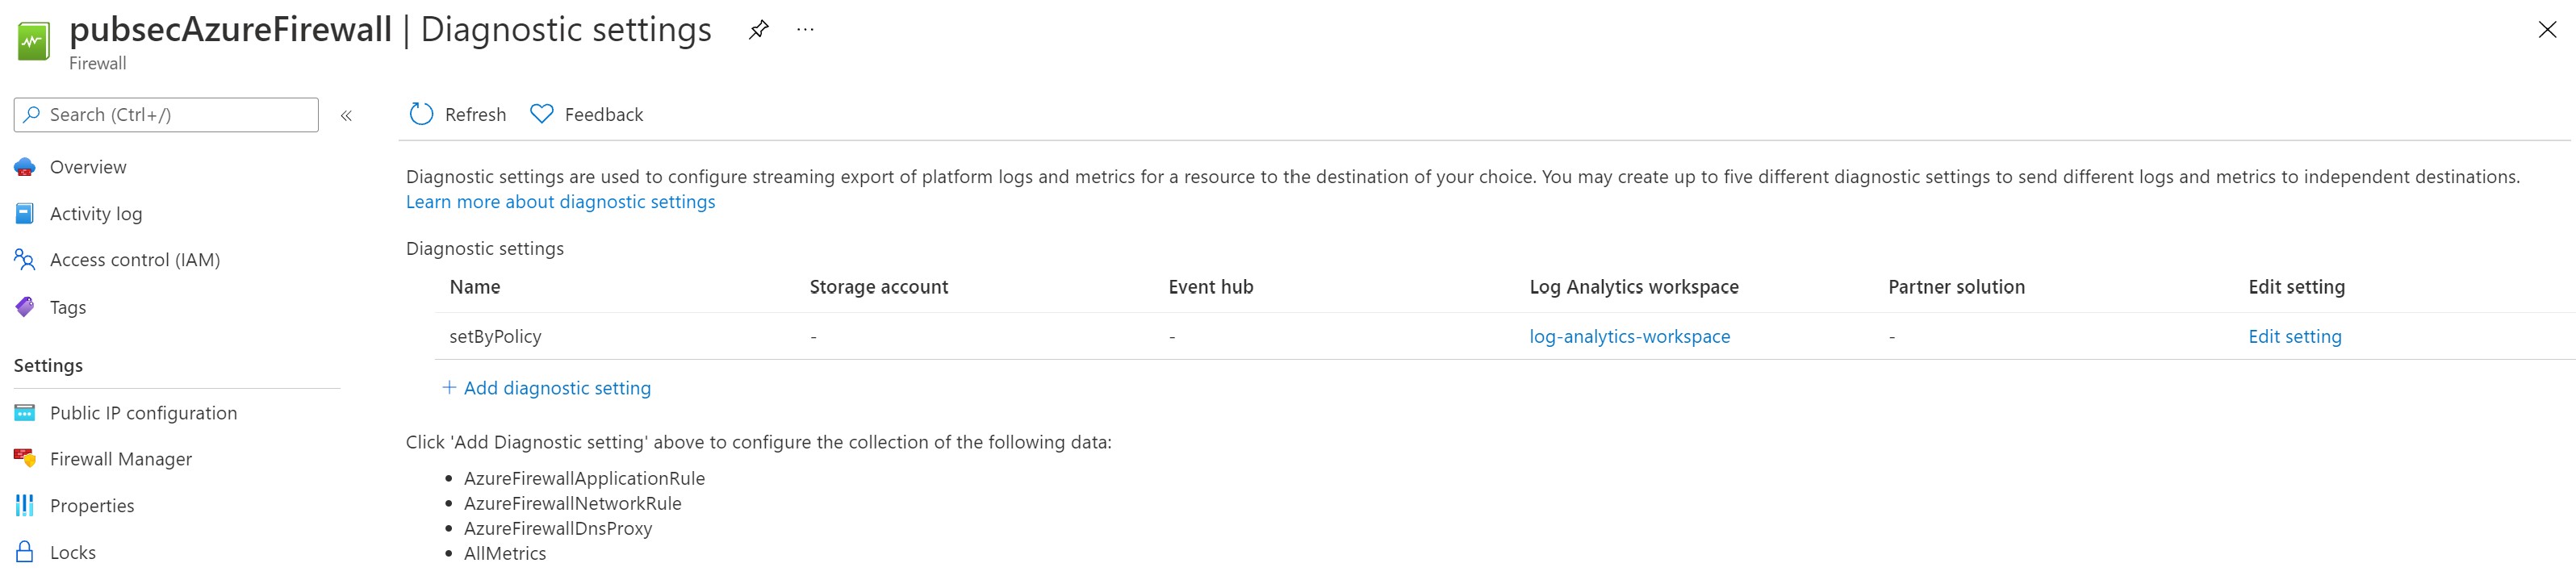 pubsecAzureFirewall | Diagnostic settings ...
Firewall
Search (Ctrl+/)
«
Overview
Activity log
Access control (IAM)
Tags
Settings
Public IP configuration
Firewall Manager
Properties
Locks
Refresh Feedback
Diagnostic settings are used to configure streaming export of platform logs and metrics for a resource to the destination of your choice. You may create up to five different diagnostic settings to send different logs and metrics to independent destinations.
Learn more about diagnostic settings
Diagnostic settings
Name Storage account Event hub Log Analytics workspace Partner solution Edit setting
setByPolicy - - log-analytics-workspace - Edit setting
+ Add diagnostic setting
Click 'Add Diagnostic setting' above to configure the collection of the following data:
• AzureFirewallApplicationRule
• AzureFirewallNetworkRule
• AzureFirewallDnsProxy
• AllMetrics